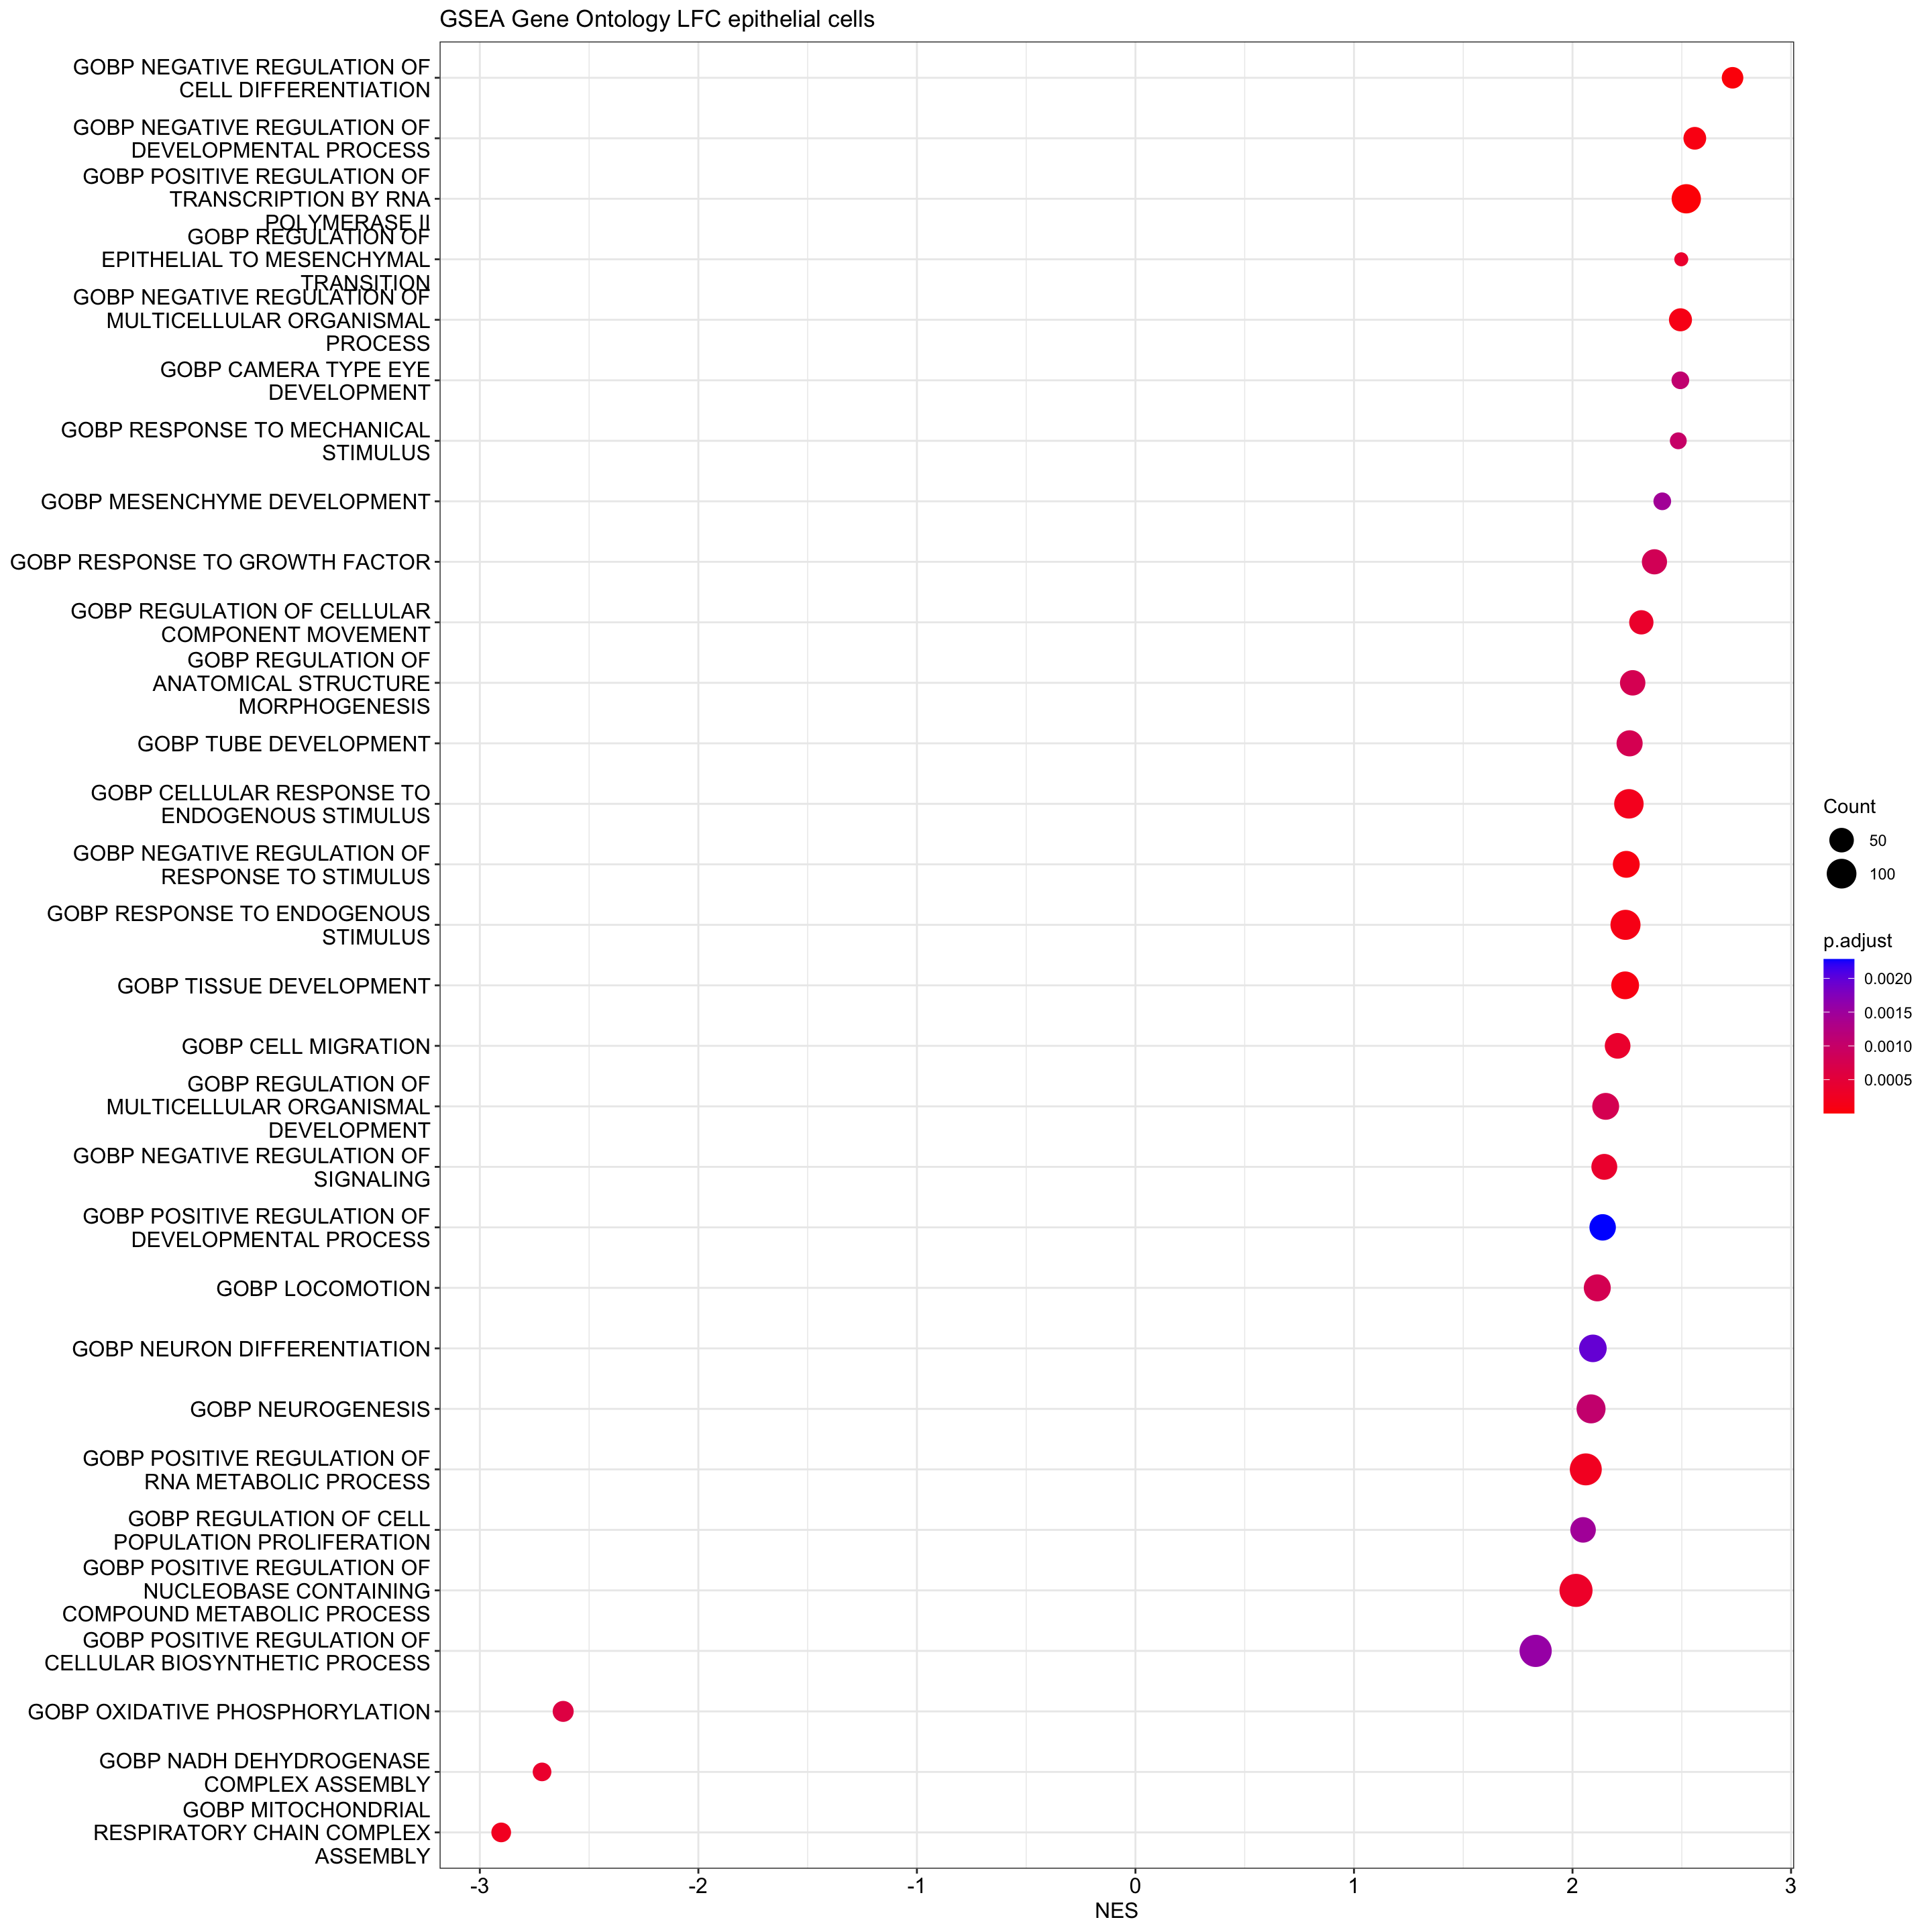 GSEA Gene Ontology LFC epithelial cells
GOBP NEGATIVE REGULATION OF
CELL DIFFERENTIATION
GOBP NEGATIVE REGULATION OF
DEVELOPMENTAL PROCESS
GOBP POSITIVE REGULATION OF
TRANSCRIPTION BY RNA
POLYMERASE II
GOBP REGULATION OF
EPITHELIAL TO MESENCHYMAL
TRANSITION
GOBP NEGATIVE REGULATION OF
MULTICELLULAR ORGANISMAL
PROCESS
GOBP CAMERA TYPE EYE
DEVELOPMENT
GOBP RESPONSE TO MECHANICAL
STIMULUS
GOBP MESENCHYME DEVELOPMENT
GOBP RESPONSE TO GROWTH FACTOR
GOBP REGULATION OF CELLULAR
COMPONENT MOVEMENT
GOBP REGULATION OF
ANATOMICAL STRUCTURE
MORPHOGENESIS
GOBP TUBE DEVELOPMENT
GOBP CELLULAR RESPONSE TO
ENDOGENOUS STIMULUS
GOBP NEGATIVE REGULATION OF
RESPONSE TO STIMULUS
GOBP RESPONSE TO ENDOGENOUS
STIMULUS
GOBP TISSUE DEVELOPMENT
GOBP CELL MIGRATION
GOBP REGULATION OF
MULTICELLULAR ORGANISMAL
DEVELOPMENT
GOBP NEGATIVE REGULATION OF
SIGNALING
GOBP POSITIVE REGULATION OF
DEVELOPMENTAL PROCESS
GOBP LOCOMOTION
GOBP NEURON DIFFERENTIATION
GOBP NEUROGENESIS
GOBP POSITIVE REGULATION OF
RNA METABOLIC PROCESS
GOBP REGULATION OF CELL
POPULATION PROLIFERATION
GOBP POSITIVE REGULATION OF
NUCLEOBASE CONTAINING
COMPOUND METABOLIC PROCESS
GOBP POSITIVE REGULATION OF
CELLULAR BIOSYNTHETIC PROCESS
GOBP OXIDATIVE PHOSPHORYLATION
GOBP NADH DEHYDROGENASE
COMPLEX ASSEMBLY
GOBP MITOCHONDRIAL
RESPIRATORY CHAIN COMPLEX
ASSEMBLY
-3 -2 -1 0 1 2 3
NES
Count
50
100
p.adjust
0.0020
0.0015
0.0010
0.0005